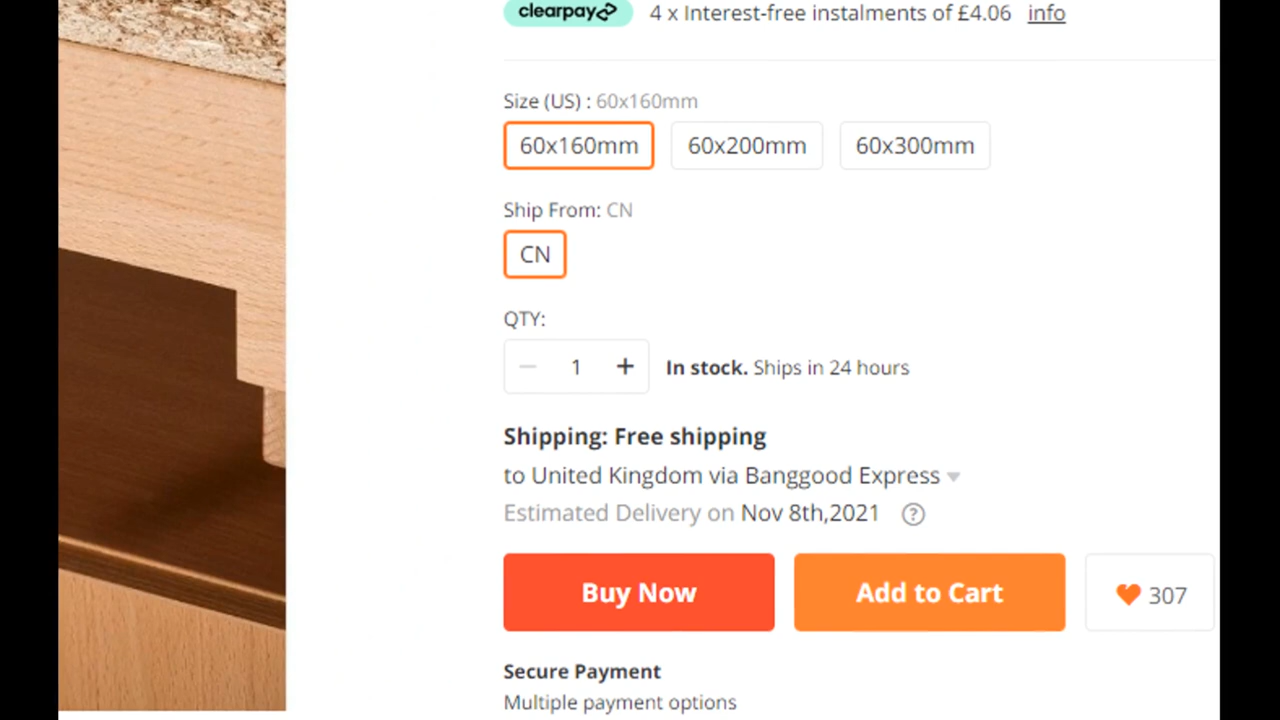 clearpay 4 x Interest-free instalments of £4.06 info
Size (US) : 60x160mm
60x160mm 60x200mm 60x300mm
Ship From: CN
CN
QTY:
1 In stock. Ships in 24 hours
Shipping: Free shipping
to United Kingdom via Banggood Express
Estimated Delivery on Nov 8th,2021 ?
Buy Now Add to Cart 307
Secure Payment
Multiple payment options